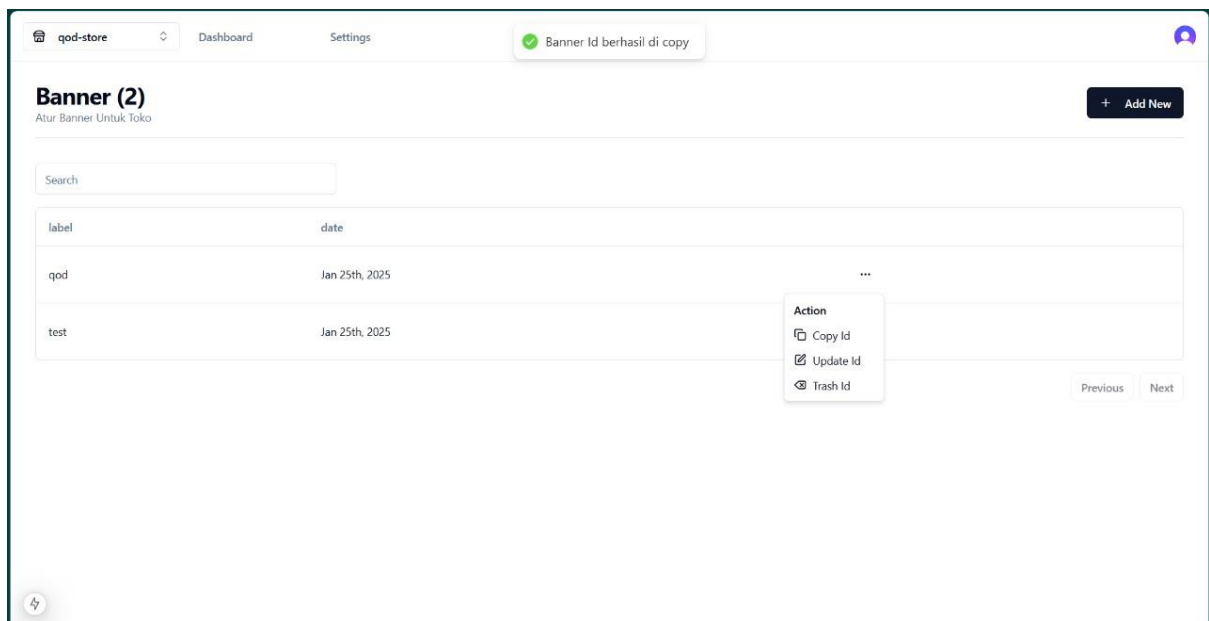 qod-store Dashboard Settings Banner Id berhasil di copy
Banner (2)
Atur Banner Untuk Toko
+ Add New
Search
label date
qod Jan 25th, 2025 ...
Action
Copy Id
test Jan 25th, 2025
Update Id
Trash Id
Previous Next